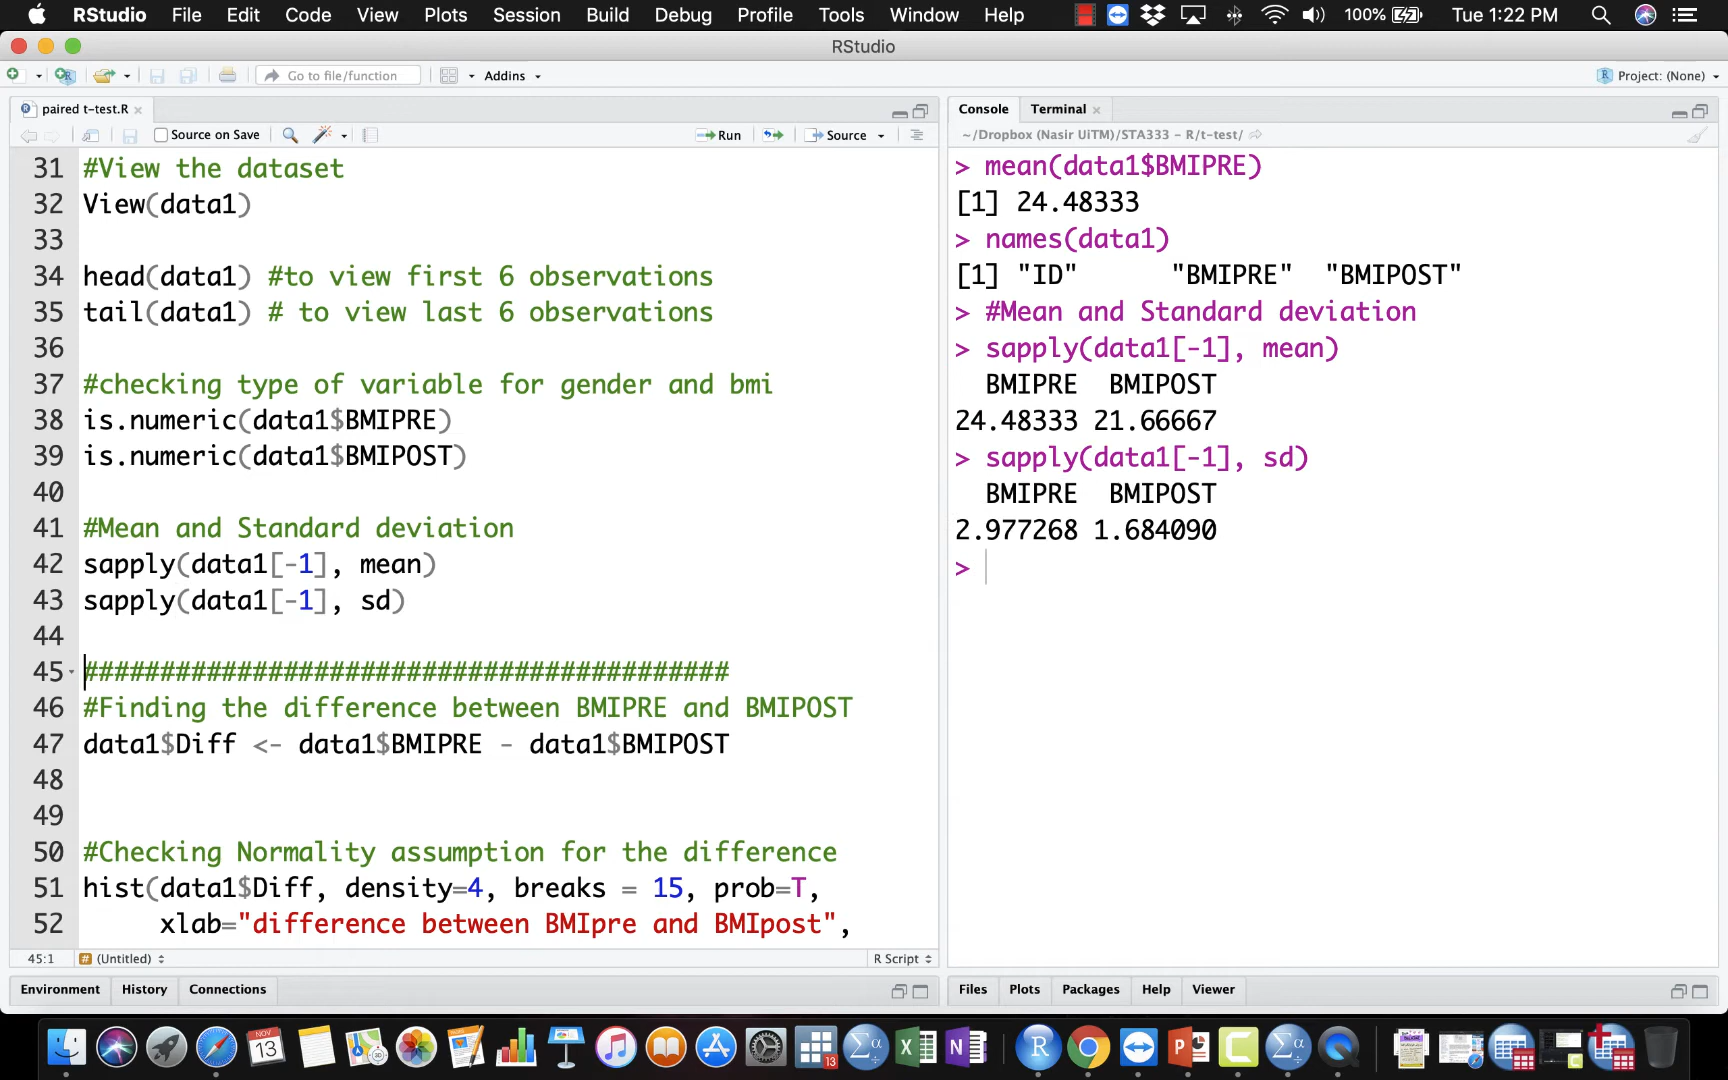 RStudio File Edit Code View Plots Session Build Debug Profile Tools Window Help 100% Tue 1:22 PM
RStudio
Go to file/function Addins Project: (None)
paired t-test.R
Source on Save Run Source
31 #View the dataset
32 View(data1)
33
34 head(data1) #to view first 6 observations
35 tail(data1) # to view last 6 observations
36
37 #checking type of variable for gender and bmi
38 is.numeric(data1$BMIPRE)
39 is.numeric(data1$BMIPOST)
40
41 #Mean and Standard deviation
42 sapply(data1[-1], mean)
43 sapply(data1[-1], sd)
44
45 ##########################################
46 #Finding the difference between BMIPRE and BMIPOST
47 data1$Diff <- data1$BMIPRE - data1$BMIPOST
48
49
50 #Checking Normality assumption for the difference
51 hist(data1$Diff, density=4, breaks = 15, prob=T,
52 xlab="difference between BMIpre and BMIpost",
45:1 # (Untitled) R Script
Environment History Connections
Console Terminal
~/Dropbox (Nasir UiTM)/STA333 - R/t-test/
> mean(data1$BMIPRE)
[1] 24.48333
> names(data1)
[1] "ID" "BMIPRE" "BMIPOST"
> #Mean and Standard deviation
> sapply(data1[-1], mean)
BMIPRE BMIPOST
24.48333 21.66667
> sapply(data1[-1], sd)
BMIPRE BMIPOST
2.977268 1.684090
>
Files Plots Packages Help Viewer
NOV
13
13